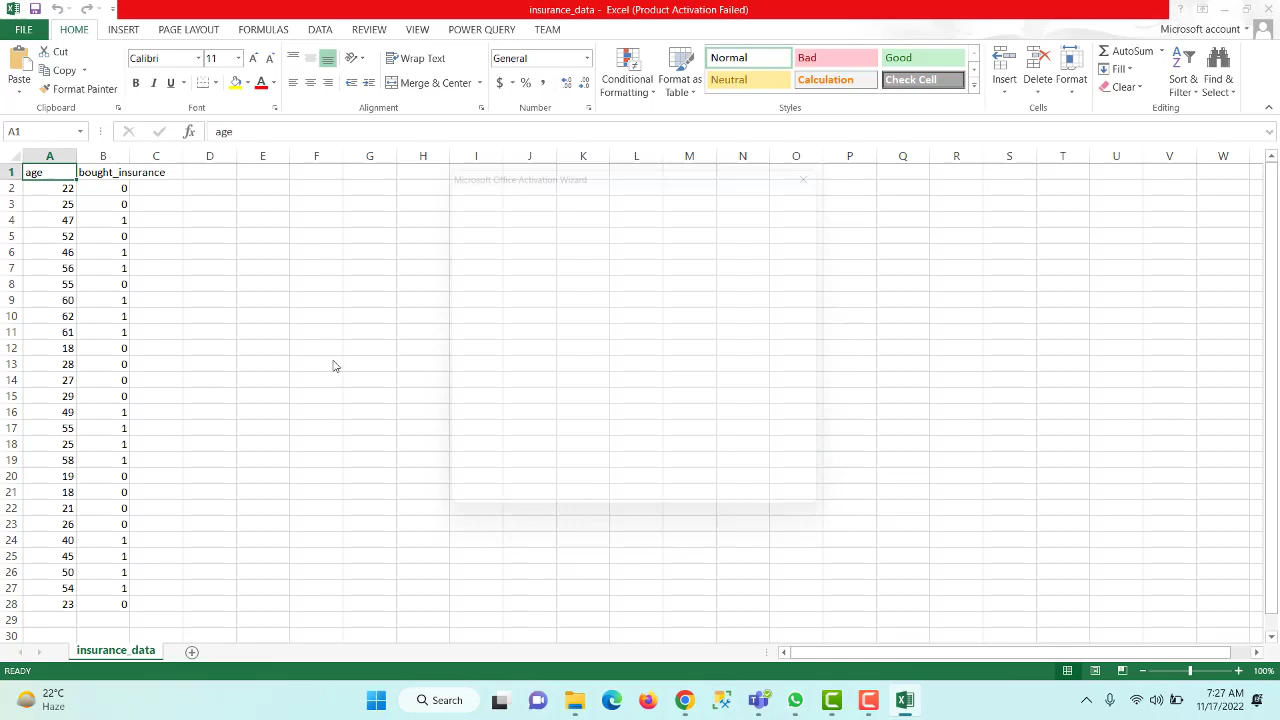 insurance_data - Excel (Product Activation Failed)
FILE HOME INSERT PAGE LAYOUT FORMULAS DATA REVIEW VIEW POWER QUERY TEAM Microsoft account
Paste Cut Copy Format Painter
Clipboard
Calibri 11
B I U A
Font
Wrap Text
Merge & Center
Alignment
General
$ % ,
Number
Conditional Formatting
Format as Table
Normal Bad Good
Neutral Calculation Check Cell
Styles
Insert Delete Format
Cells
AutoSum
Fill
Clear
Sort & Filter
Find & Select
Editing
A1 fx age
A B C D E F G H I J K L M N O P Q R S T U V W
1 age bought_insurance
Microsoft Office Activation Wizard
2 22 0
3 25 0
4 47 1
5 52 0
6 46 1
7 56 1
8 55 0
9 60 1
10 62 1
11 61 1
12 18 0
13 28 0
14 27 0
15 29 0
16 49 1
17 55 1
18 25 1
19 58 1
20 19 0
21 18 0
22 21 0
23 26 0
24 40 1
25 45 1
26 50 1
27 54 1
28 23 0
29
30
insurance_data
READY 100%
22°C
Haze
Search
7:27 AM
11/17/2022